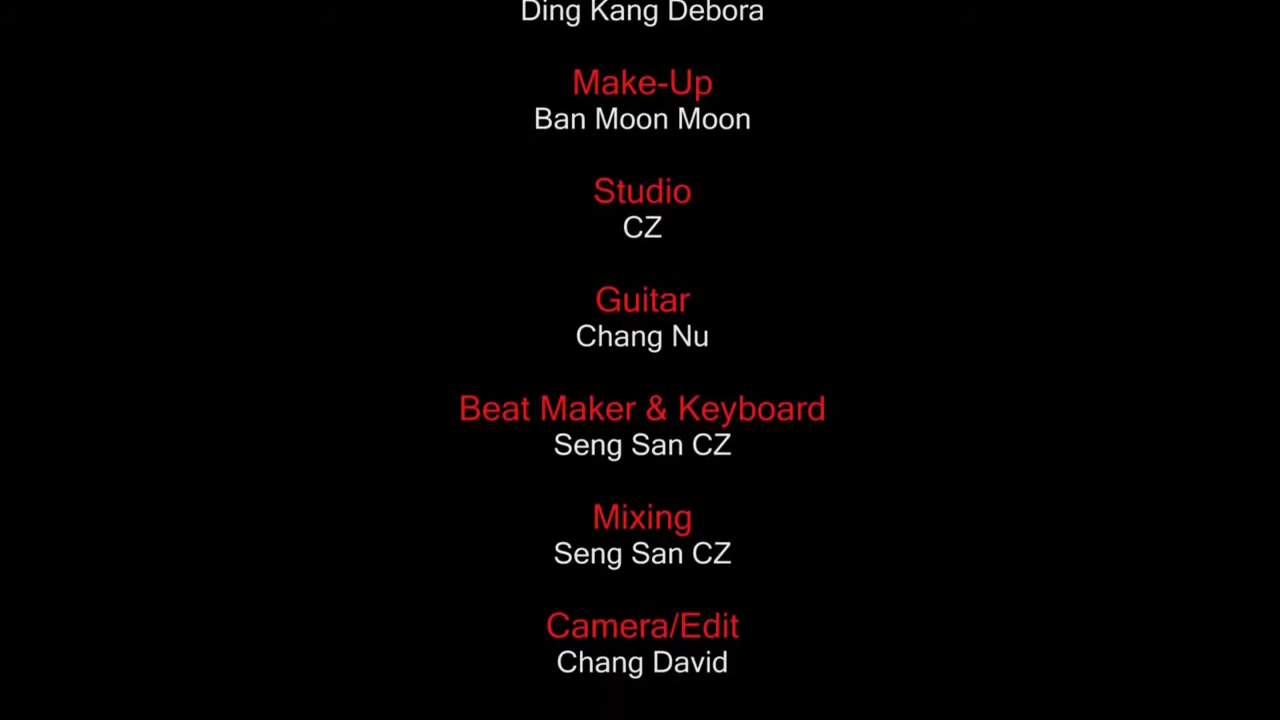 Ding Kang Debora
Make-Up
Ban Moon Moon
Studio
CZ
Guitar
Chang Nu
Beat Maker & Keyboard
Seng San CZ
Mixing
Seng San CZ
Camera/Edit
Chang David